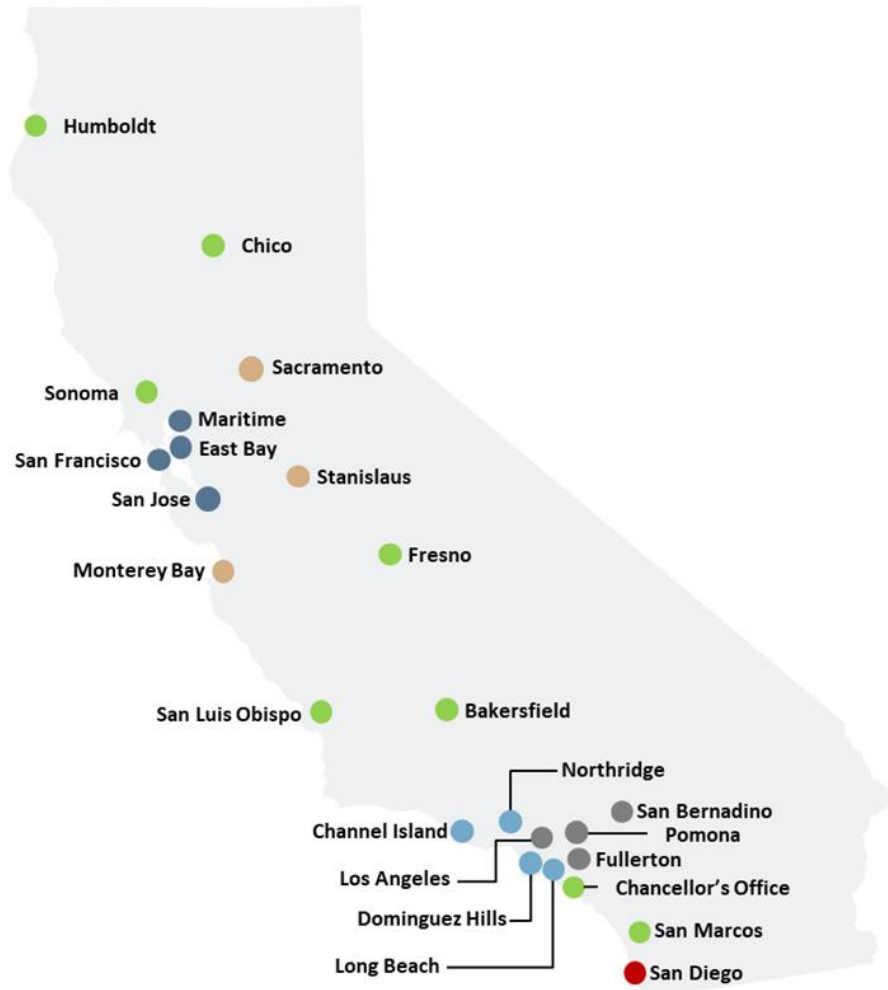 Humboldt
Chico
Sacramento
Sonoma
Maritime
East Bay
San Francisco
Stanislaus
San Jose
Fresno
Monterey Bay
San Luis Obispo
Bakersfield
Northridge
San Bernadino
Channel Island
Pomona
Fullerton
Los Angeles
Chancellor's Office
Dominguez Hills
San Marcos
Long Beach
San Diego